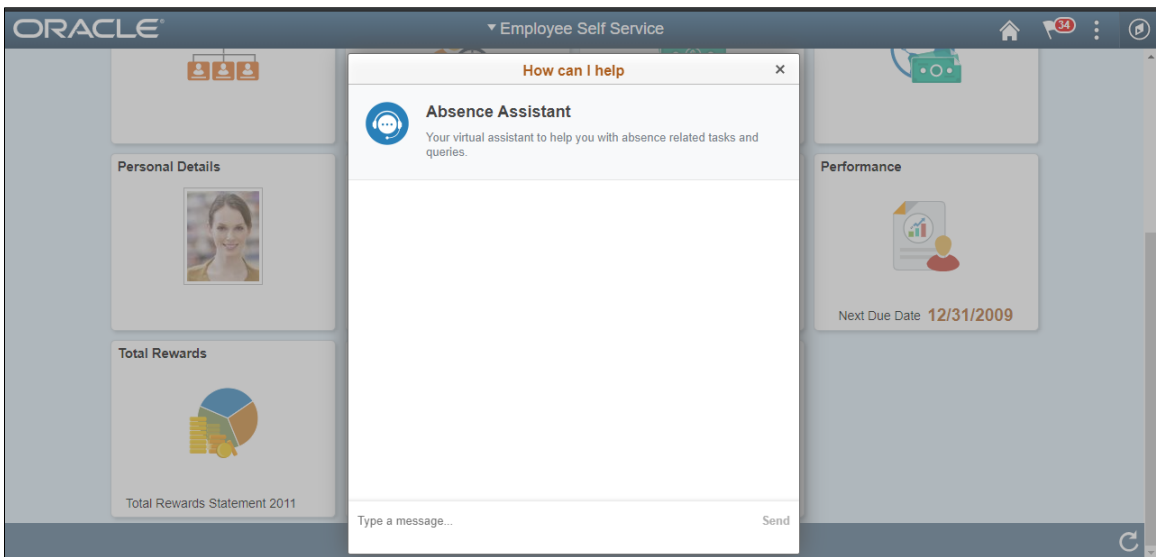 ORACLE
Employee Self Service
34
How can I help
×
Absence Assistant
Your virtual assistant to help you with absence related tasks and
queries.
Personal Details
Performance
Next Due Date 12/31/2009
Total Rewards
Total Rewards Statement 2011
Type a message...
Send